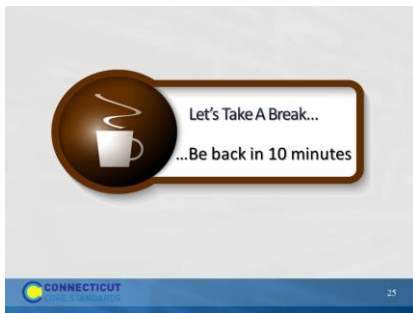 Let's Take A Break...
...Be back in 10 minutes
CONNECTICUT
CORE STANDARDS
25